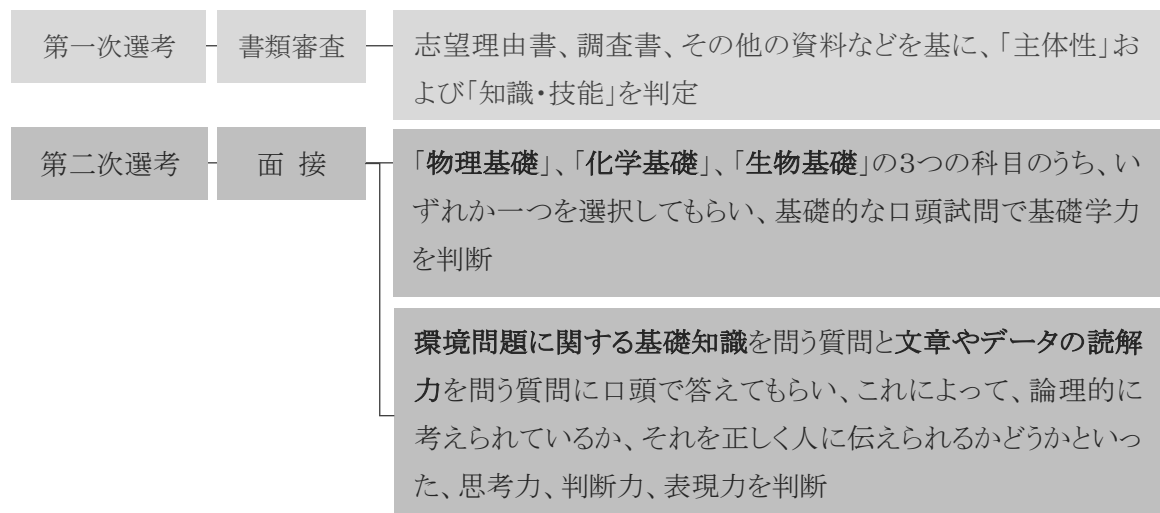 第一次選考
書類審査
志望理由書、調査書、その他の資料などを基に、「主体性」お
よび「知識・技能」を判定
第二次選考
面 接
「物理基礎」、「化学基礎」、「生物基礎」の3つの科目のうち、い
ずれか一つを選択してもらい、基礎的な口頭試問で基礎学力
を判断
環境問題に関する基礎知識を問う質問と文章やデータの読解
力を問う質問に口頭で答えてもらい、これによって、論理的に
考えられているか、それを正しく人に伝えられるかどうかといっ
た、思考力、判断力、表現力を判断